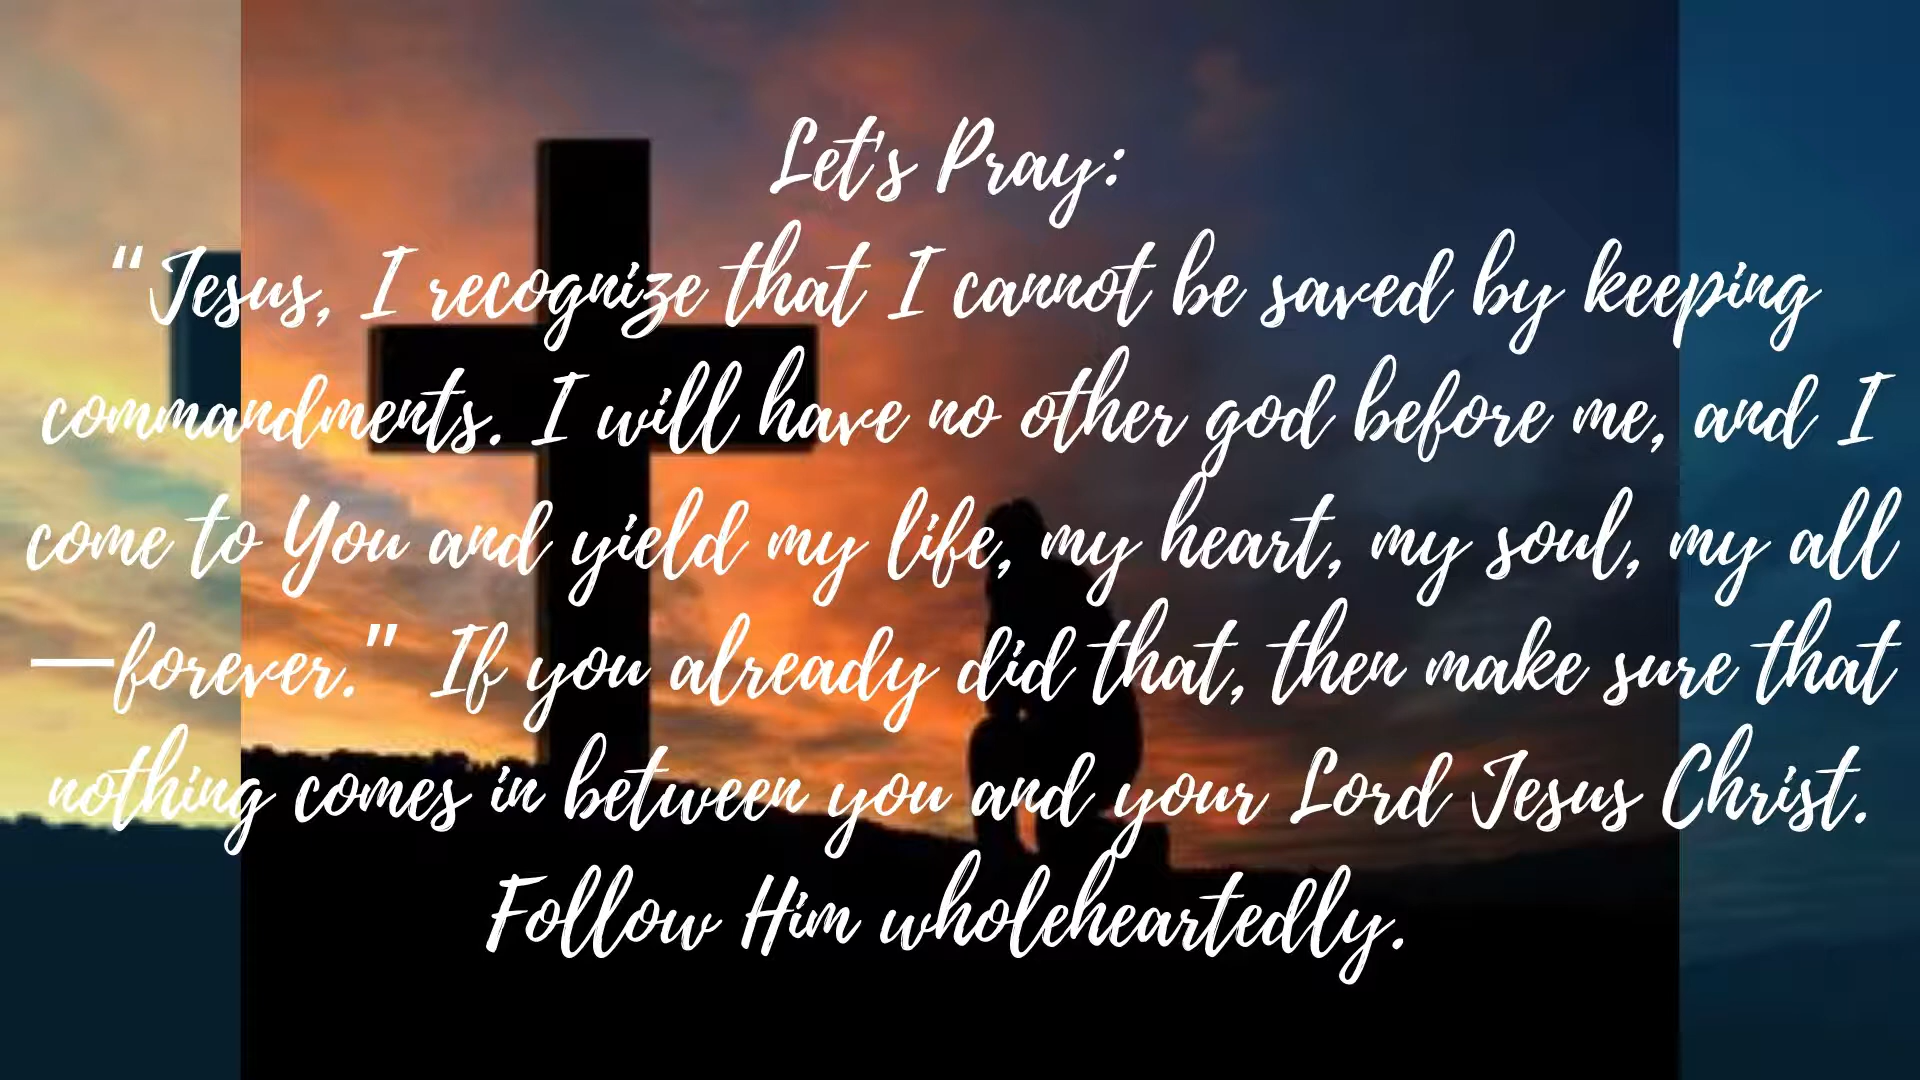 Let's Pray:
“Jesus, I recognize that I cannot be saved by keeping
commandments. I will have no other god before me, and I
come to You and yield my life, my heart, my soul, my all
—forever.” If you already did that, then make sure that
nothing comes in between you and your Lord Jesus Christ.
Follow Him wholeheartedly.